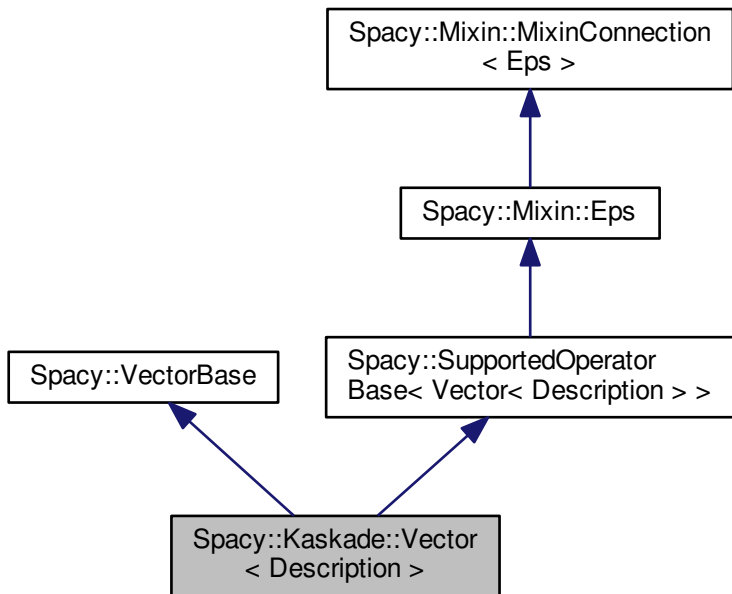 Spacy::Mixin::MixinConnection
< Eps >
Spacy::Mixin::Eps
Spacy::VectorBase
Spacy::SupportedOperator
Base< Vector< Description > >
Spacy::Kaskade::Vector
< Description >